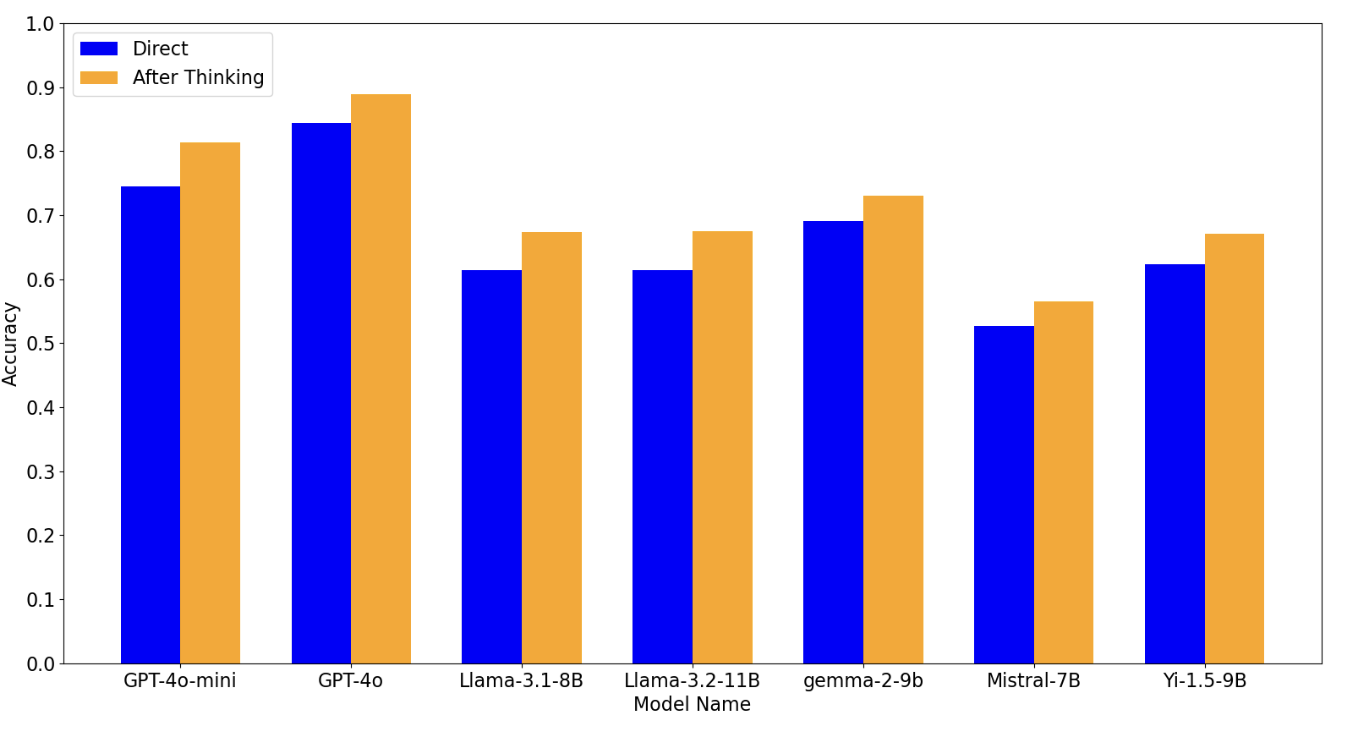 1.0
0.9
0.8
0.7
0.6
0.5
0.4
0.3
0.2
0.1
0.0
Accuracy
Direct
After Thinking
GPT-4o-mini GPT-4o Llama-3.1-8B Llama-3.2-11B gemma-2-9b Mistral-7B Yi-1.5-9B
Model Name